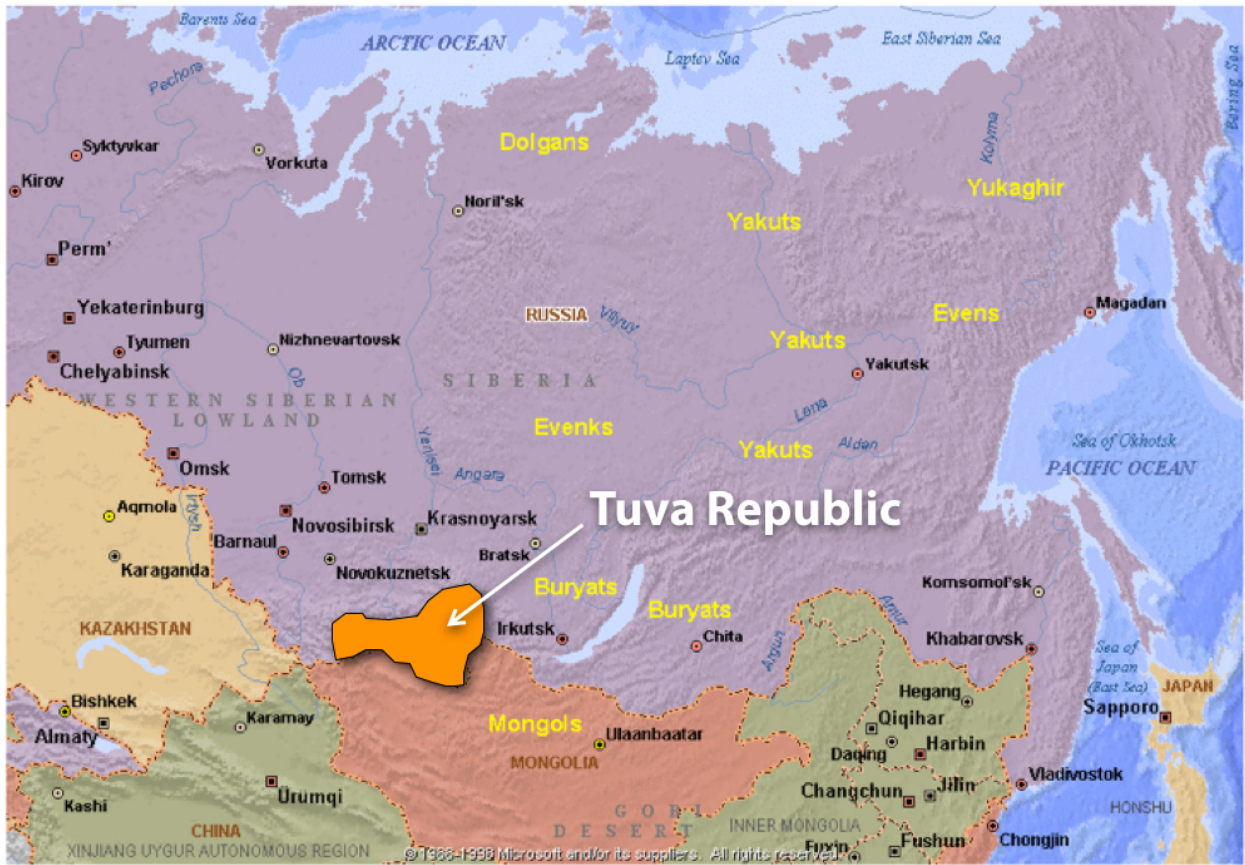 Barents Sea
ARCTIC OCEAN
East Siberian Sea
Laptev Sea
Bering Sea
Pechora
Kolyma
Dolgans
Syktyvkar
Vorkuta
Kirov
Yukaghir
Noril'sk
Yakuts
Perm'
Yekaterinburg
RUSSIA
Vilyuy
Evens
Magadan
Tyumen
Nizhnevartovsk
Yakuts
Yakutsk
Chelyabinsk
Ob
SIBERIA
WESTERN SIBERIAN
LOWLAND
Lena
Evenks
Yenisei
Yakuts
Aldan
Sea of Okhotsk
PACIFIC OCEAN
Omsk
Angara
Tomsk
Irtysh
Aqmola
Novosibirsk
Krasnoyarsk
Tuva Republic
Barnaul
Bratsk
Karaganda
Novokuznetsk
Buryats
Komsomol'sk
Amur
Buryats
KAZAKHSTAN
Irkutsk
Chita
Argun
Khabarovsk
Sea of
Japan
(East Sea)
JAPAN
Bishkek
Hegang
Sapporo
Karamay
Mongols
Qiqihar
Almaty
Ulaanbaatar
Daqing
Harbin
MONGOLIA
Vladivostok
Kashi
Ürümqi
Changchun
Jilin
GOBI
DESERT
HONSHU
CHINA
INNER MONGOLIA
Fushun
Chongjin
XINJIANG UYGUR AUTONOMOUS REGION
© 1988-1998 Microsoft and/or its suppliers. All rights reserved.
Fuxin